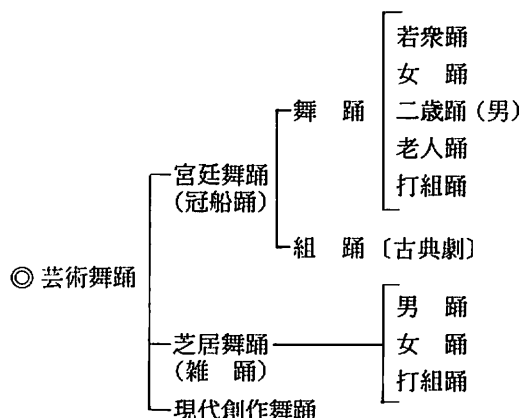 若衆踊
女　踊
舞　踊
二歳踊（男）
老人踊
打組踊
宮廷舞踊
（冠船踊）
組　踊〔古典劇〕
◎ 芸術舞踊
男　踊
芝居舞踊
女　踊
（雑　踊）
打組踊
現代創作舞踊